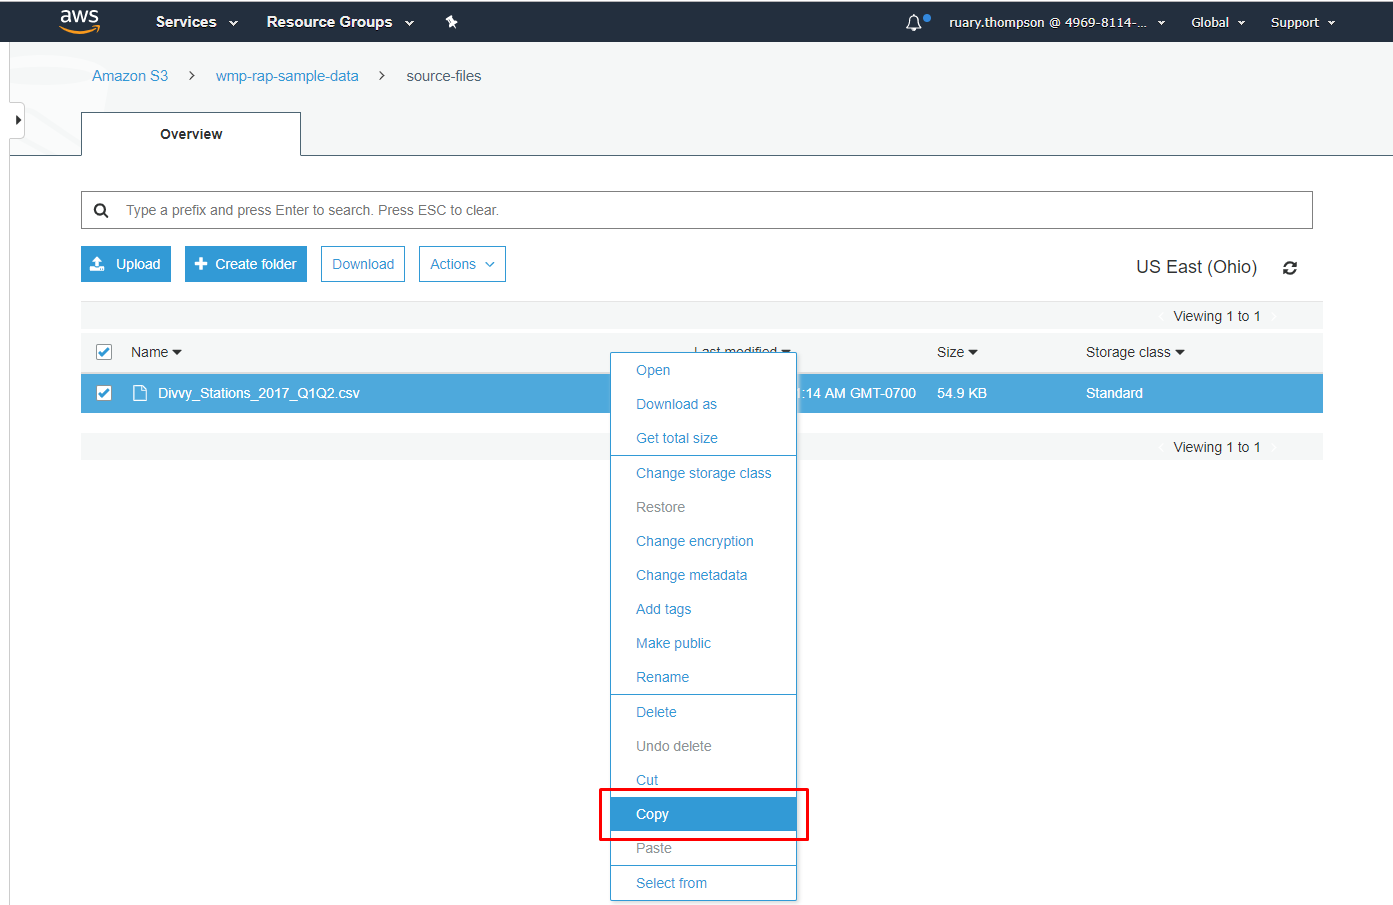 aws Services Resource Groups ruary.thompson @ 4969-8114-... Global Support
Amazon S3 > wmp-rap-sample-data > source-files
Overview
Type a prefix and press Enter to search. Press ESC to clear.
Upload Create folder Download Actions US East (Ohio)
Viewing 1 to 1
Name Last modified Size Storage class
Divvy_Stations_2017_Q1Q2.csv :14 AM GMT-0700 54.9 KB Standard
Viewing 1 to 1
Open
Download as
Get total size
Change storage class
Restore
Change encryption
Change metadata
Add tags
Make public
Rename
Delete
Undo delete
Cut
Copy
Paste
Select from